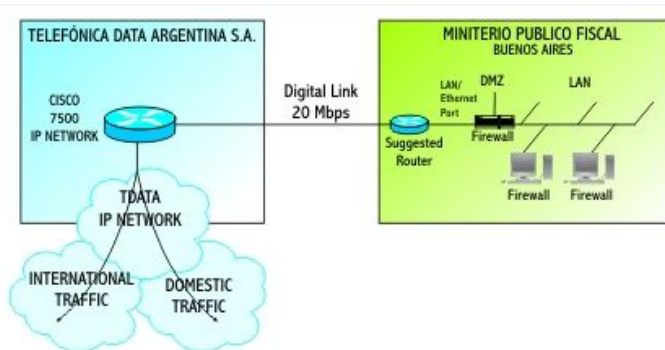 TELEFÓNICA DATA ARGENTINA S.A.
CISCO
7500
IP NETWORK
TDATA
IP NETWORK
INTERNATIONAL
TRAFFIC
DOMESTIC
TRAFFIC
Digital Link
20 Mbps
MINITERIO PUBLICO FISCAL
BUENOS AIRES
LAN/
Ethernet
Port
DMZ
LAN
Suggested
Router
Firewall
Firewall
Firewall